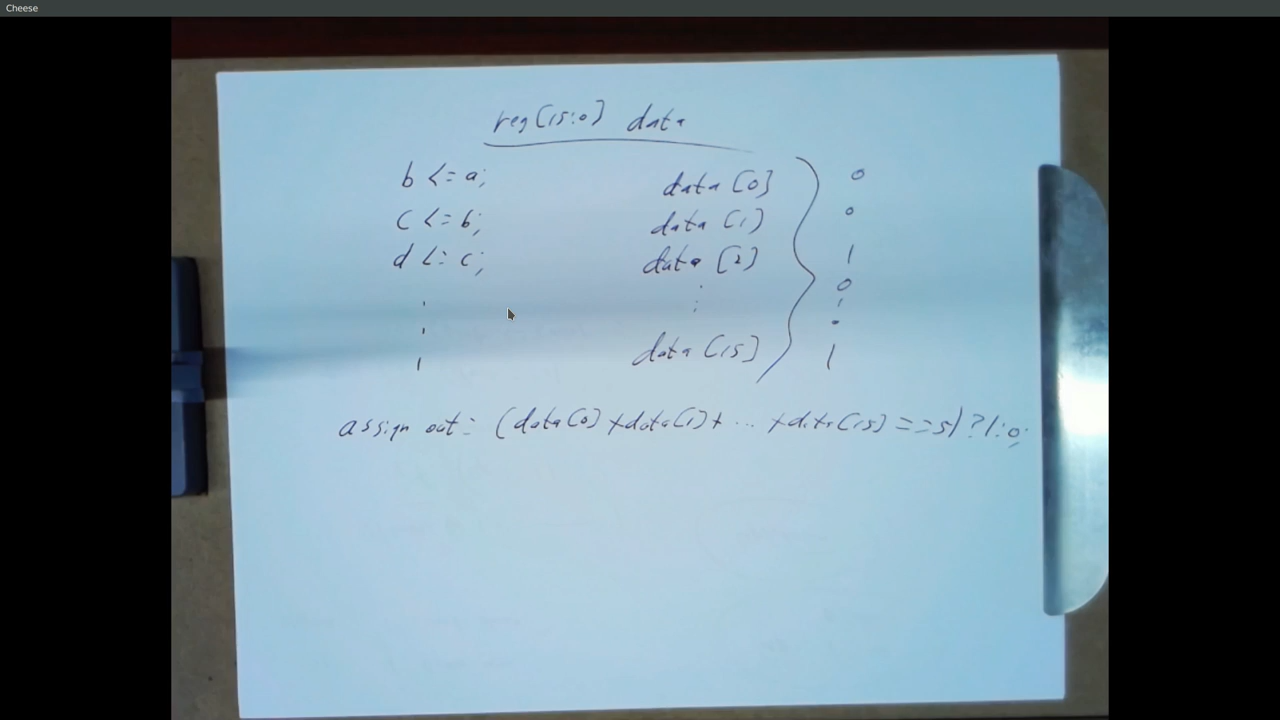 Cheese
reg[15:0] data
b <= a; data[0] 0
c <= b; data[1] 0
d <= c; data[2] 1
0
data[15] 1
assign out = (data[0]+data[1]+ ... +data[15] == 5) ? 1:0;